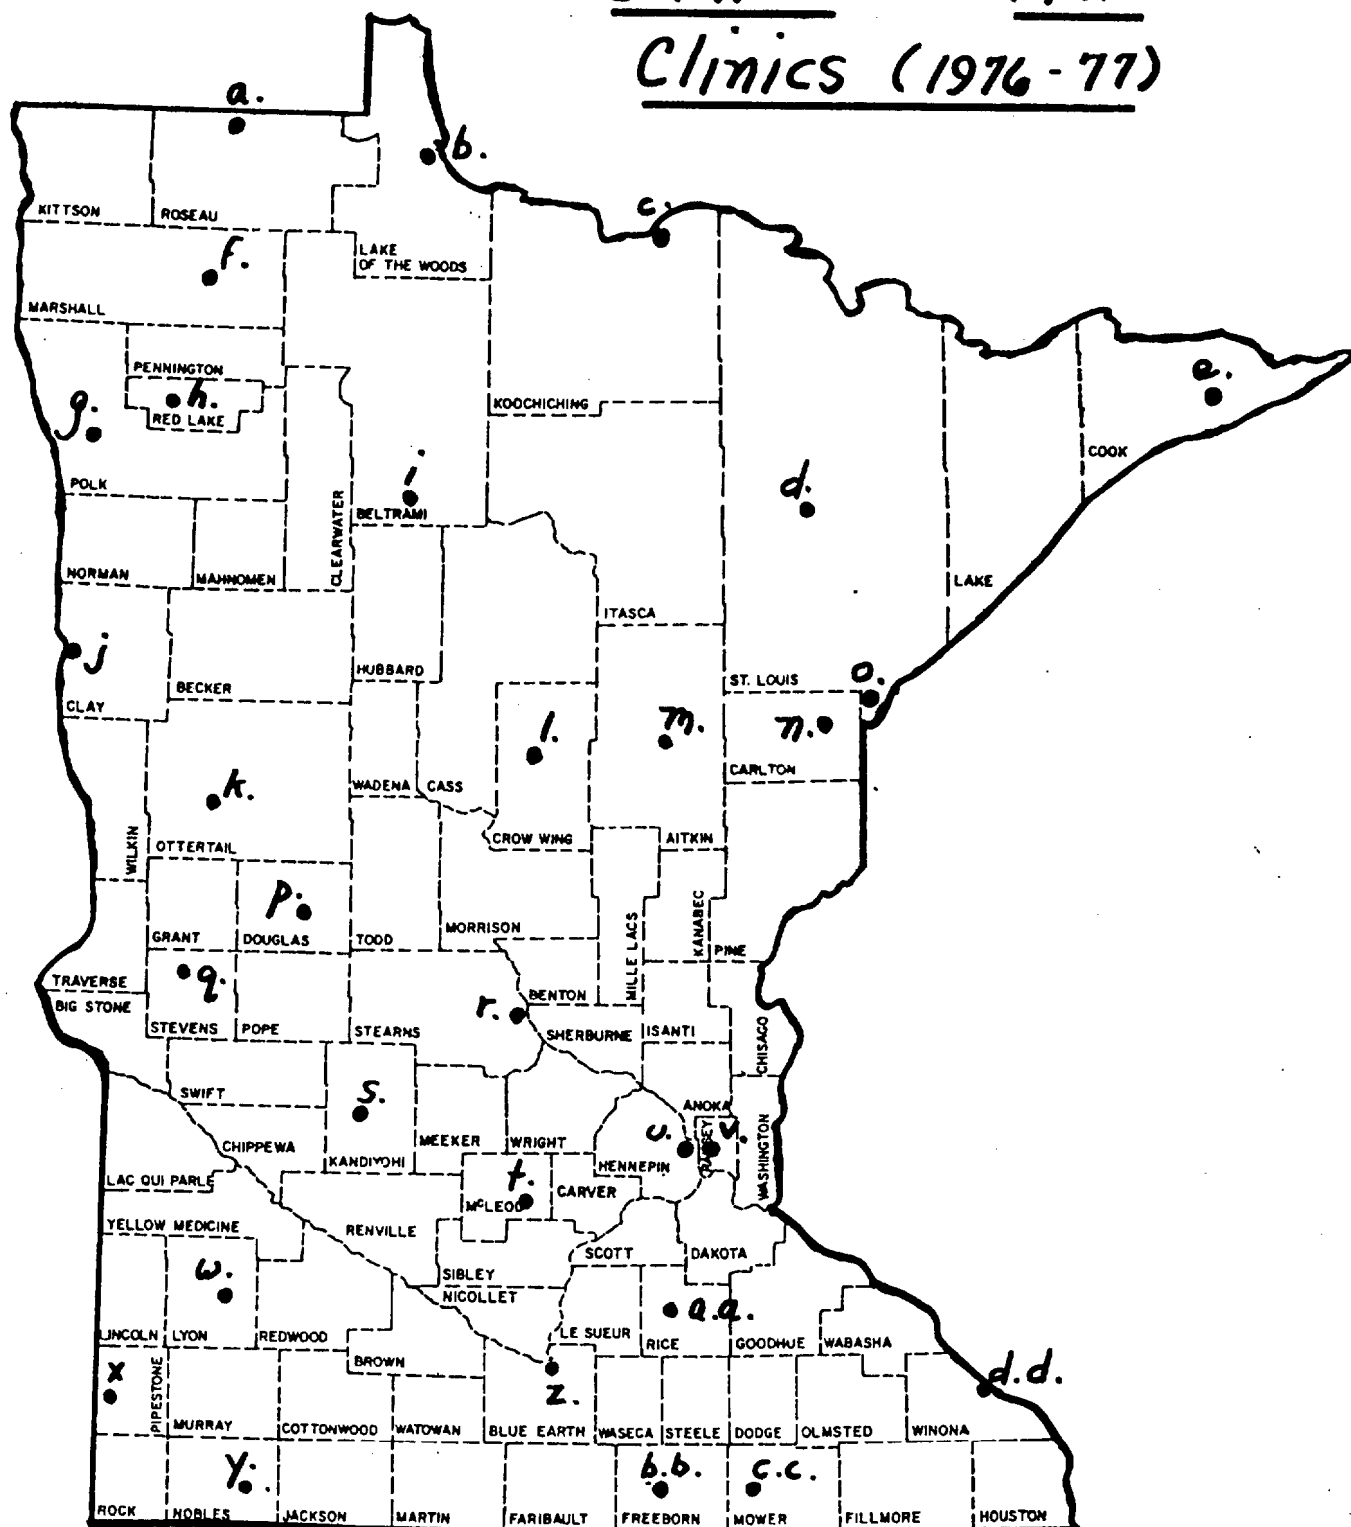 Clinics (1976-77)
a.
b.
c.
KITTSON
ROSEAU
f.
LAKE
OF THE WOODS
MARSHALL
PENNINGTON
h.
RED LAKE
g.
e.
KOOCHICHING
COOK
POLK
i
d.
BELTRAMI
CLEARWATER
NORMAN
MAHNOMEN
LAKE
ITASCA
j
HUBBARD
BECKER
ST. LOUIS
o.
CLAY
l.
m.
n.
k.
WADENA
CASS
CARLTON
WILKIN
OTTERTAIL
CROW WING
AITKIN
p.
GRANT
DOUGLAS
TODD
MORRISON
MILLE LACS
KANABEC
PINE
TRAVERSE
BIG STONE
q.
BENTON
STEVENS
POPE
STEARNS
r.
SHERBURNE
ISANTI
CHISAGO
SWIFT
s.
ANOKA
CHIPPEWA
MEEKER
WRIGHT
u.
RAMSEY
v.
WASHINGTON
KANDIYOHI
HENNEPIN
LAC QUI PARLE
t.
CARVER
McLEOD
YELLOW MEDICINE
RENVILLE
SCOTT
DAKOTA
w.
SIBLEY
NICOLLET
a.a.
LINCOLN
LYON
REDWOOD
LE SUEUR
RICE
GOODHUE
WABASHA
BROWN
x
PIPESTONE
z.
d.d.
MURRAY
COTTONWOOD
WATOWAN
BLUE EARTH
WASECA
STEELE
DODGE
OLMSTED
WINONA
y.
b.b.
c.c.
ROCK
NOBLES
JACKSON
MARTIN
FARIBAULT
FREEBORN
MOWER
FILLMORE
HOUSTON